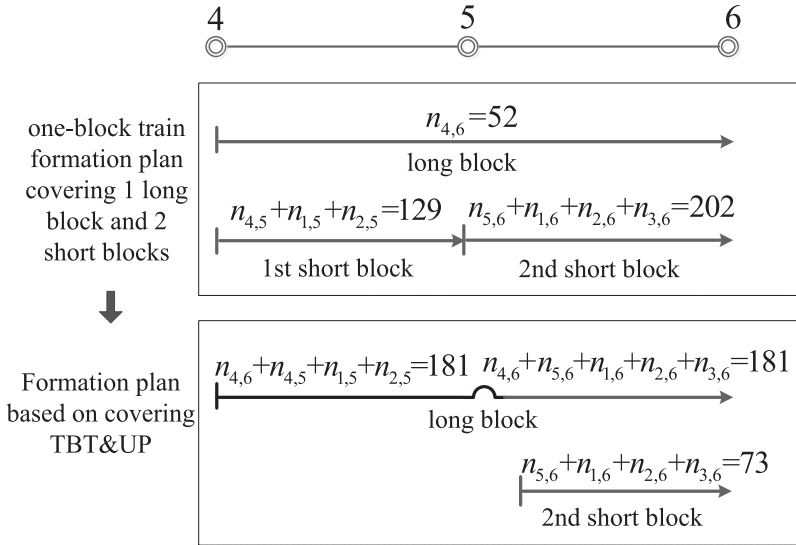 4 5 6
one-block train
formation plan
covering 1 long
block and 2
short blocks
n4,6=52
long block
n4,5+n1,5+n2,5=129
n5,6+n1,6+n2,6+n3,6=202
1st short block
2nd short block
Formation plan
based on covering
TBT&UP
n4,6+n4,5+n1,5+n2,5=181
n4,6+n5,6+n1,6+n2,6+n3,6=181
long block
n5,6+n1,6+n2,6+n3,6=73
2nd short block